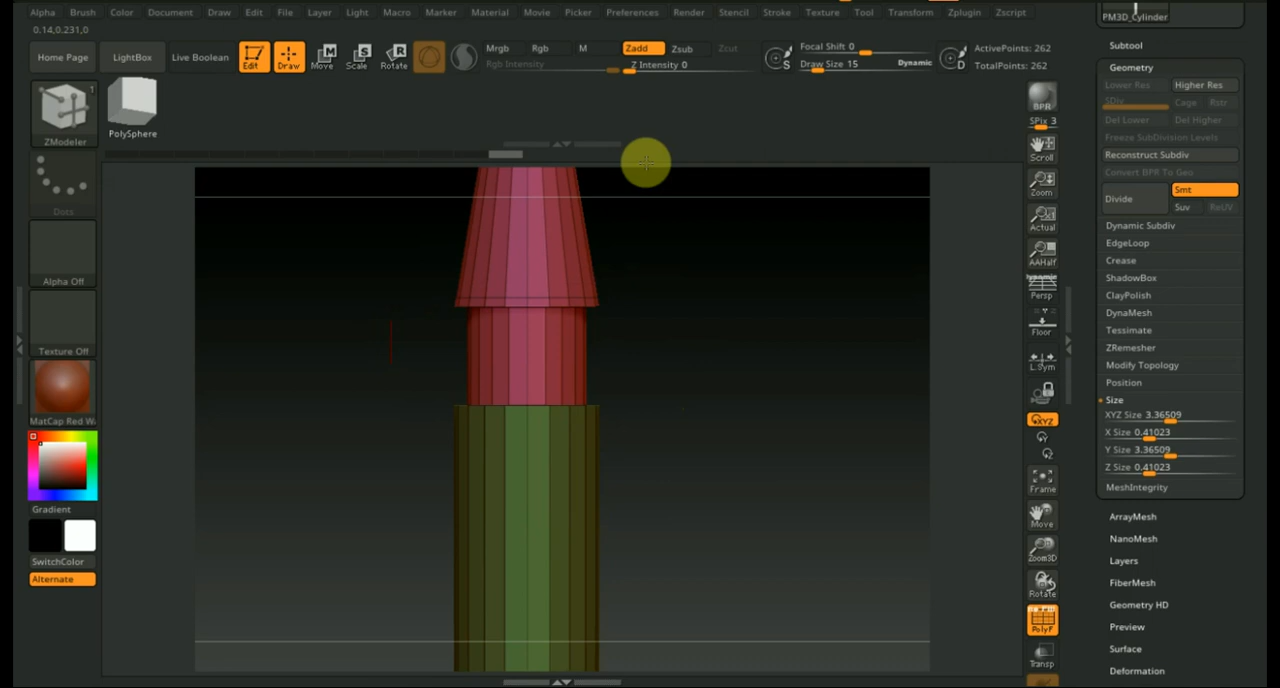 Alpha Brush Color Document Draw Edit File Layer Light Macro Marker Material Movie Picker Preferences Render Stencil Stroke Texture Tool Transform Zplugin Zscript
0.14,0.231,0
Home Page LightBox Live Boolean Edit Draw Move Scale Rotate
Mrgb Rgb M Zadd Zsub Zcut
Rgb Intensity Z Intensity 0
S Focal Shift 0
Draw Size 15 Dynamic D
ActivePoints: 262
TotalPoints: 262
1
ZModeler
PolySphere
Dots
Alpha Off
Texture Off
MatCap Red W
Gradient
SwitchColor
Alternate
BPR
SPix 3
Scroll
Zoom
Actual
AAHalf
Dynamic
Persp
Floor
L.Sym
XYZ
Y
Z
Frame
Move
Zoom3D
Rotate
PolyF
Transp
PM3D_Cylinder
Subtool
Geometry
Lower Res Higher Res
SDiv Cage Rstr
Del Lower Del Higher
Freeze SubDivision Levels
Reconstruct Subdiv
Convert BPR To Geo
Divide Smt
Suv ReUV
Dynamic Subdiv
EdgeLoop
Crease
ShadowBox
ClayPolish
DynaMesh
Tessimate
ZRemesher
Modify Topology
Position
Size
XYZ Size 3.36509
X Size 0.41023
Y Size 3.36509
Z Size 0.41023
MeshIntegrity
ArrayMesh
NanoMesh
Layers
FiberMesh
Geometry HD
Preview
Surface
Deformation